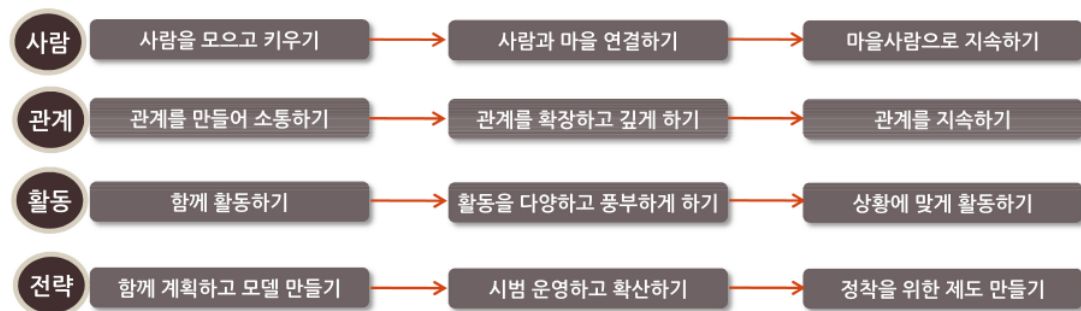 사람 사람을 모으고 키우기 사람과 마을 연결하기 마을사람으로 지속하기
관계 관계를 만들어 소통하기 관계를 확장하고 깊게 하기 관계를 지속하기
활동 함께 활동하기 활동을 다양하고 풍부하게 하기 상황에 맞게 활동하기
전략 함께 계획하고 모델 만들기 시범 운영하고 확산하기 정착을 위한 제도 만들기